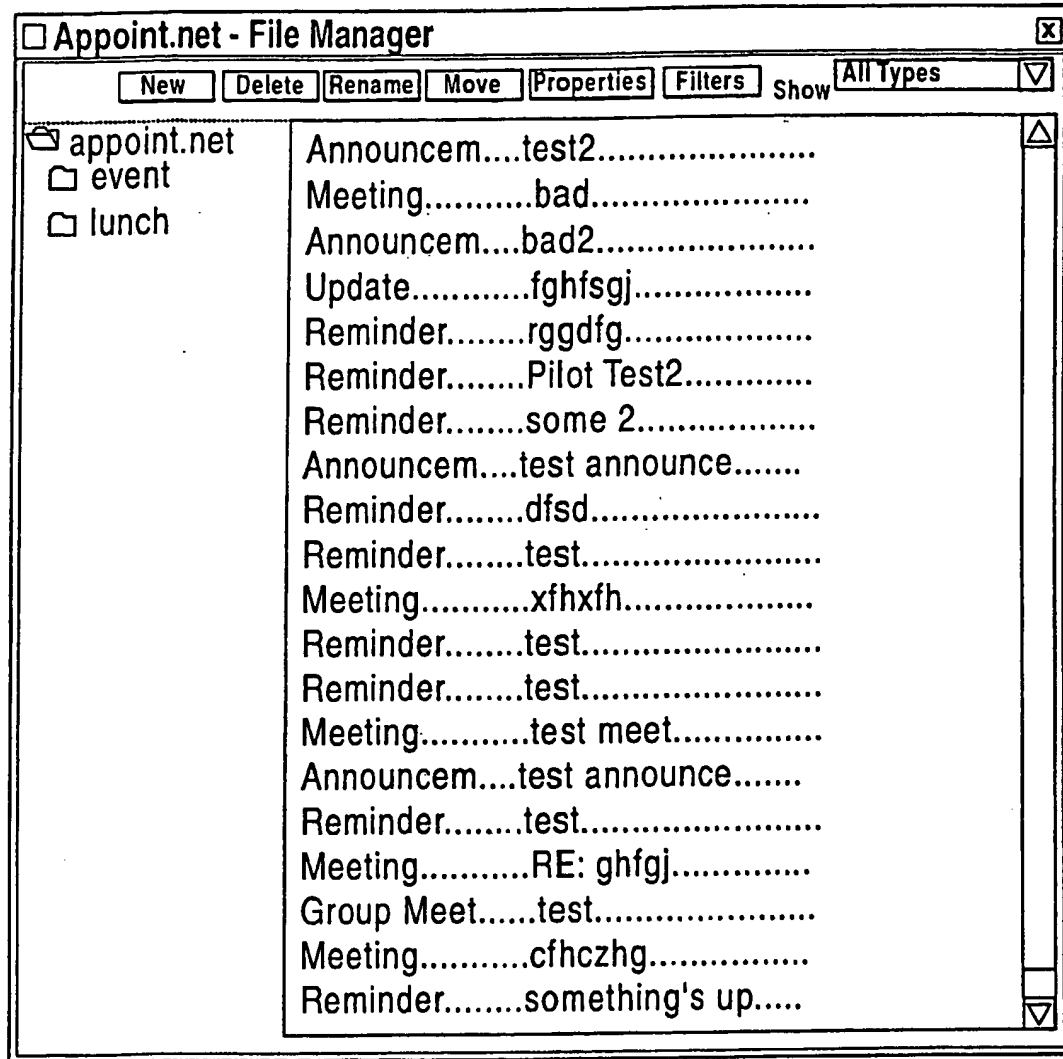 Appoint.net - File Manager
New Delete Rename Move Properties Filters Show All Types
appoint.net
event
lunch
Announcem....test2......................
Meeting...........bad.....................
Announcem....bad2.....................
Update............fghfsgj..................
Reminder........rggdfg..................
Reminder........Pilot Test2............
Reminder........some 2.................
Announcem....test announce.......
Reminder........dfsd......................
Reminder........test.......................
Meeting...........xfhxfh..................
Reminder........test.......................
Reminder........test.......................
Meeting...........test meet..............
Announcem....test announce.......
Reminder........test.......................
Meeting...........RE: ghfgj.............
Group Meet......test.....................
Meeting...........cfhczhg...............
Reminder........something's up.....